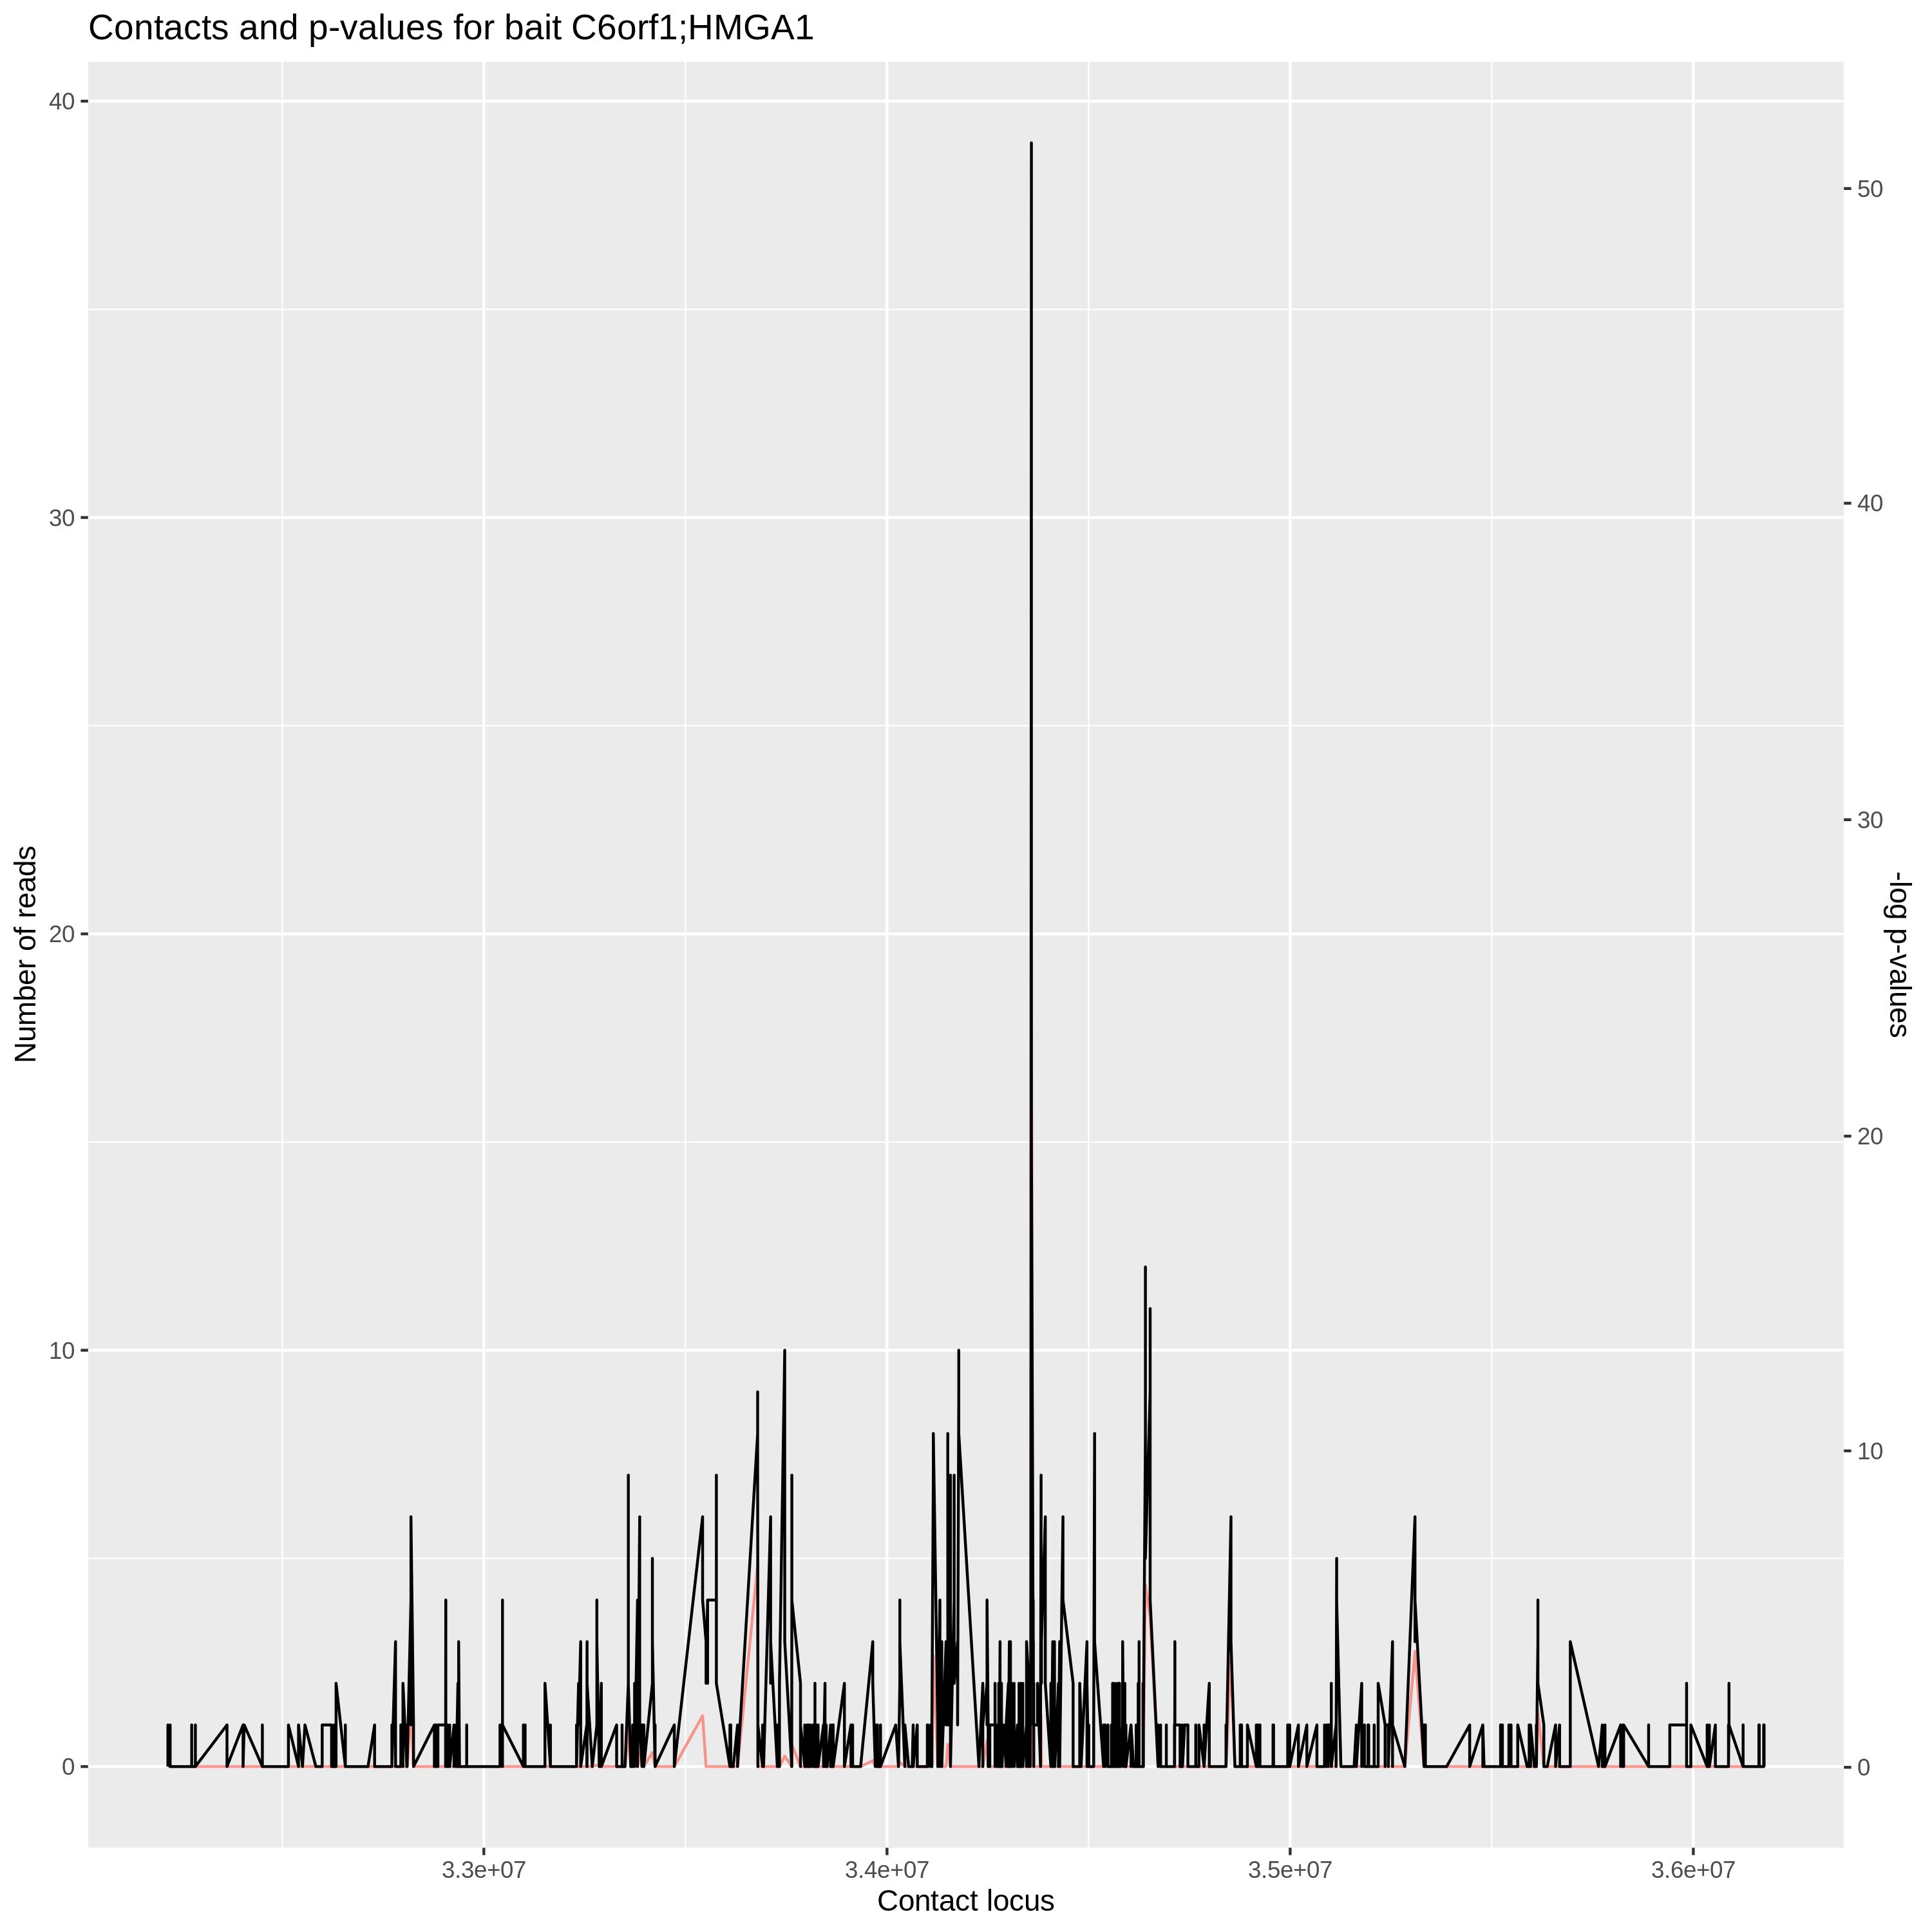 Contacts and p-values for bait C6orf1;HMGA1
40
30
20
10
0
Number of reads
50
40
30
20
10
0
-log p-values
3.3e+07
3.4e+07
3.5e+07
3.6e+07
Contact locus